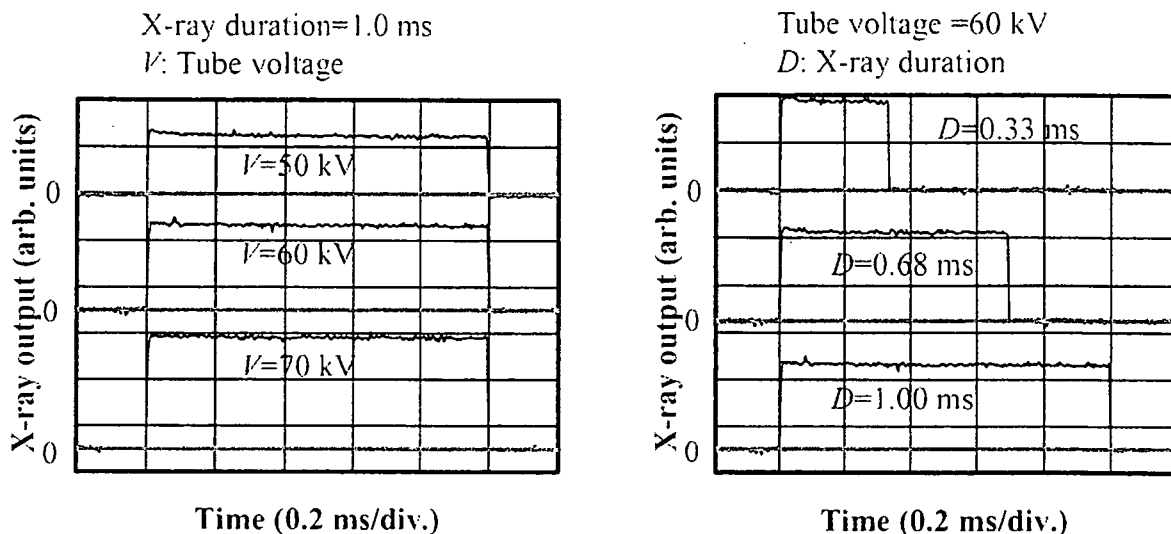 X-ray duration=1.0 ms
V: Tube voltage
X-ray output (arb. units)
V=50 kV
0
V=60 kV
0
V=70 kV
0
Time (0.2 ms/div.)
Tube voltage =60 kV
D: X-ray duration
X-ray output (arb. units)
D=0.33 ms
0
D=0.68 ms
0
D=1.00 ms
0
Time (0.2 ms/div.)